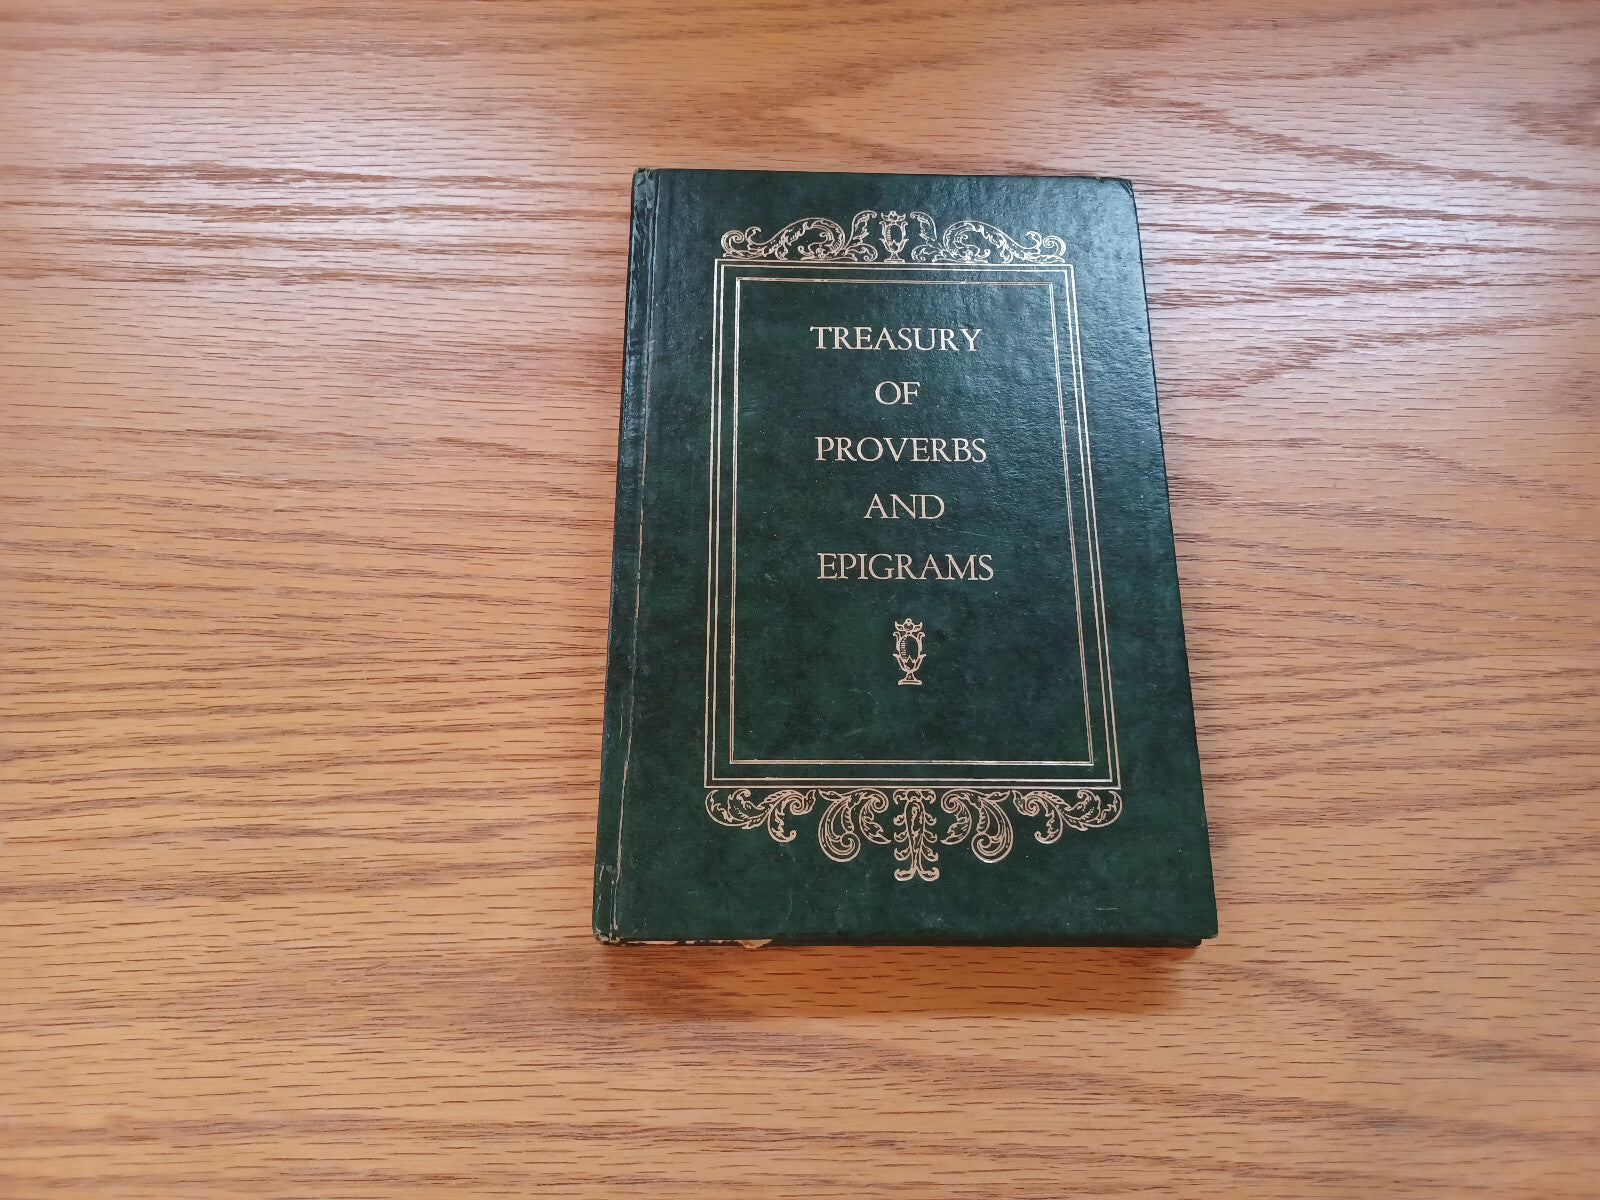 TREASURY
OF
PROVERBS
AND
EPIGRAMS